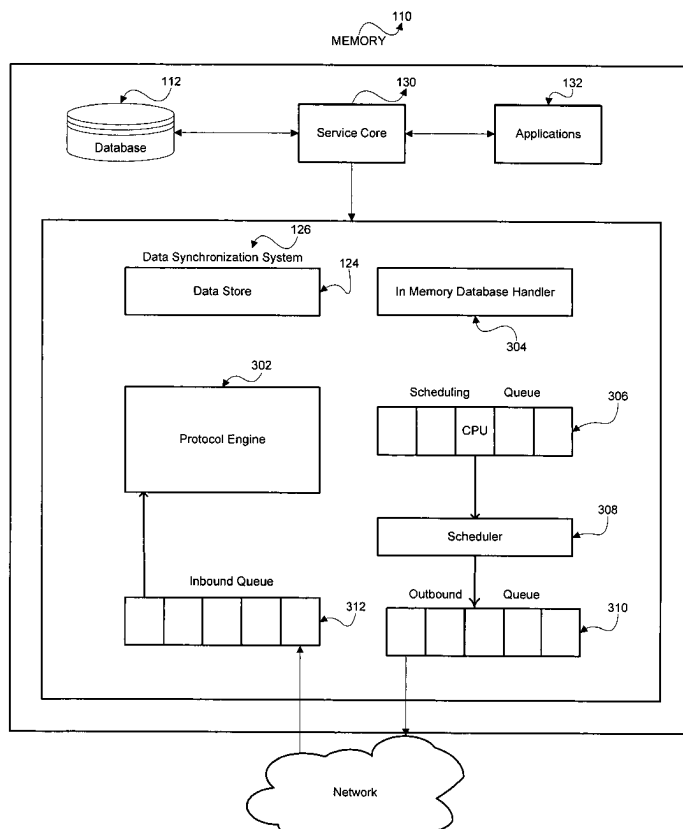 110
MEMORY
112
130
132
Database
Service Core
Applications
126
Data Synchronization System
124
Data Store
In Memory Database Handler
304
302
Protocol Engine
Scheduling Queue
306
CPU
308
Scheduler
Inbound Queue
312
Outbound Queue
310
Network